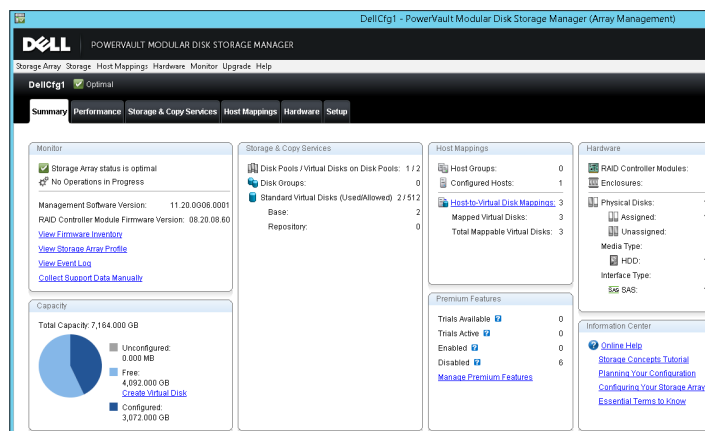 DellCfg1 - PowerVault Modular Disk Storage Manager (Array Management)
DELL POWERVAULT MODULAR DISK STORAGE MANAGER
Storage Array Storage Host Mappings Hardware Monitor Upgrade Help
DellCfg1 Optimal
Summary Performance Storage & Copy Services Host Mappings Hardware Setup
Monitor
Storage Array status is optimal
No Operations in Progress
Management Software Version: 11.20.0G06.0001
RAID Controller Module Firmware Version: 08.20.08.60
View Firmware Inventory
View Storage Array Profile
View Event Log
Collect Support Data Manually
Capacity
Total Capacity: 7,164.000 GB
Unconfigured:
0.000 MB
Free:
4,092.000 GB
Create Virtual Disk
Configured:
3,072.000 GB
Storage & Copy Services
Disk Pools / Virtual Disks on Disk Pools: 1 / 2
Disk Groups: 0
Standard Virtual Disks (Used/Allowed) 2 / 512
Base: 2
Repository: 0
Host Mappings
Host Groups: 0
Configured Hosts: 1
Host-to-Virtual Disk Mappings: 3
Mapped Virtual Disks: 3
Total Mappable Virtual Disks: 3
Premium Features
Trials Available ? 0
Trials Active ? 0
Enabled ? 0
Disabled ? 6
Manage Premium Features
Hardware
RAID Controller Modules:
Enclosures:
Physical Disks:
Assigned:
Unassigned:
Media Type:
HDD:
Interface Type:
SAS SAS:
Information Center
? Online Help
Storage Concepts Tutorial
Planning Your Configuration
Configuring Your Storage Array
Essential Terms to Know